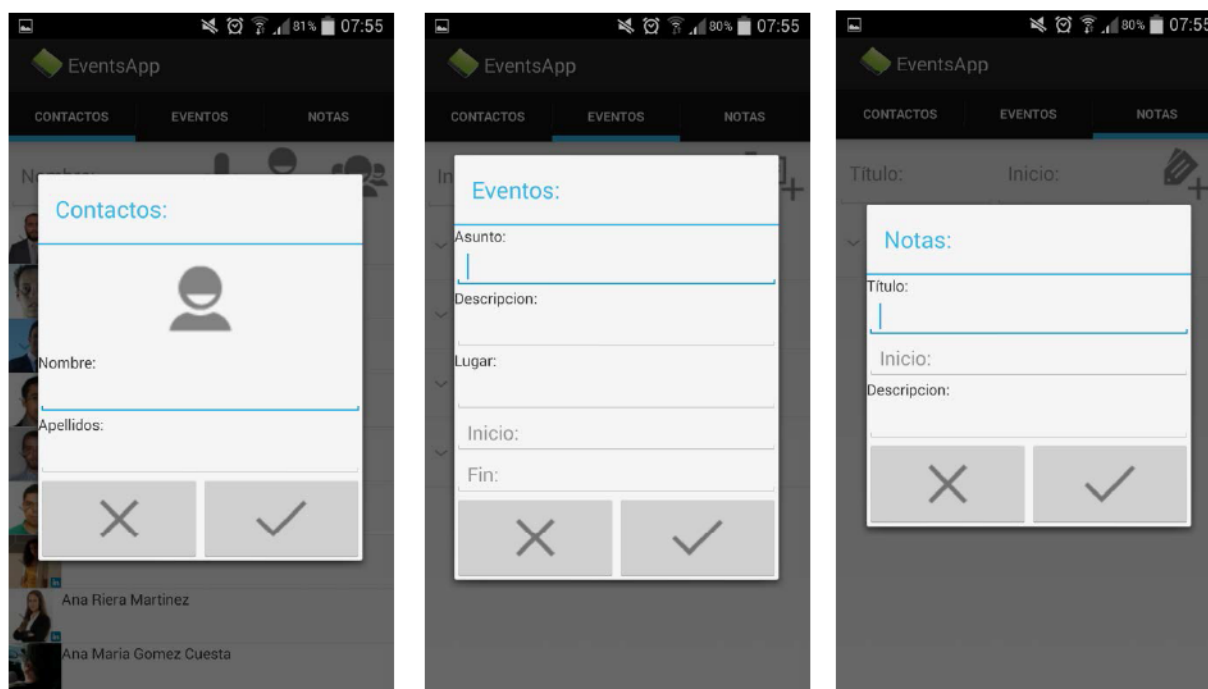 81% 07:55
EventsApp
CONTACTOS EVENTOS NOTAS
Contactos:
Nombre:
Apellidos:
Ana Riera Martinez
Ana Maria Gomez Cuesta
80% 07:55
EventsApp
CONTACTOS EVENTOS NOTAS
In
Eventos:
Asunto:
Descripcion:
Lugar:
Inicio:
Fin:
80% 07:55
EventsApp
CONTACTOS EVENTOS NOTAS
Título: Inicio:
Notas:
Título:
Inicio:
Descripcion: